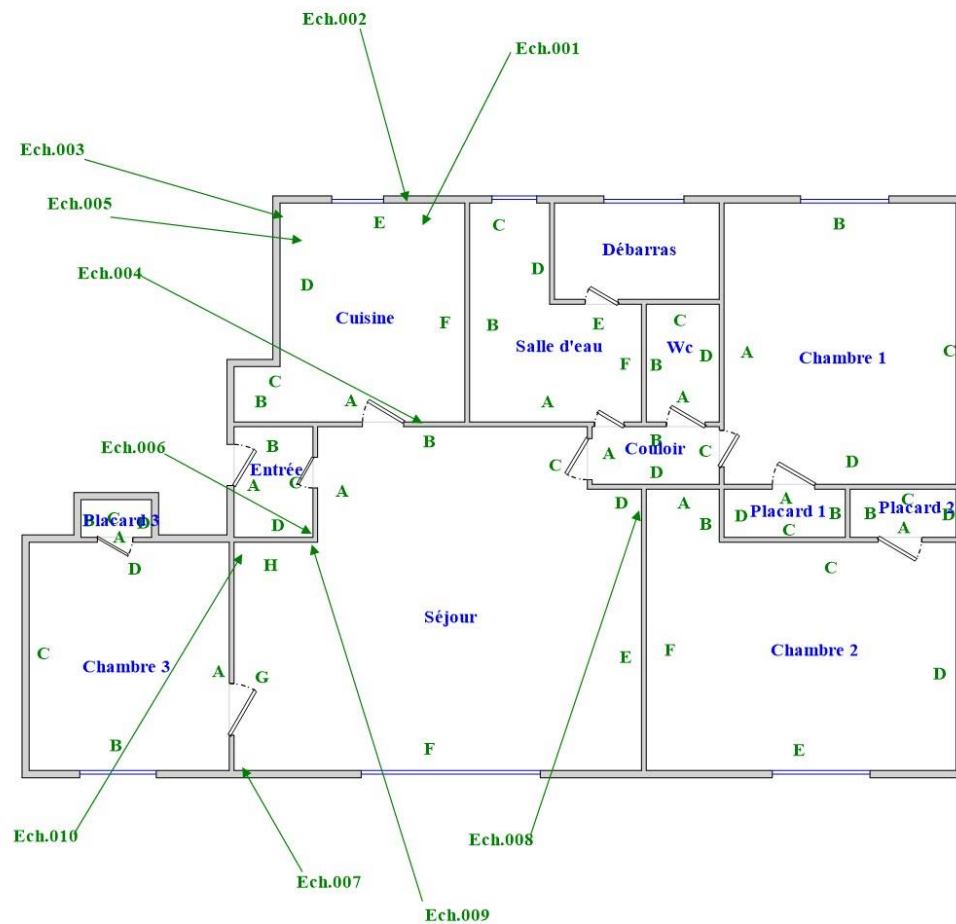 Ech.002
Ech.001
Ech.003
Ech.005
E
C
B
D
Débarras
Ech.004
D
Cuisine
F
B
E
C
Salle d'eau
Wc
D
A
Chambre 1
C
B
F
C
B
A
A
A
B
B
Couloir
Ech.006
B
Entrée
A
C
C
D
D
A
C
A
D
A
D
A
B
D
Placard 1
B
C
B
C
Placard 2
D
A
B
C
Placard 3
D
A
D
H
C
Séjour
C
Chambre 3
A
G
E
F
Chambre 2
D
B
F
E
Ech.010
Ech.008
Ech.007
Ech.009